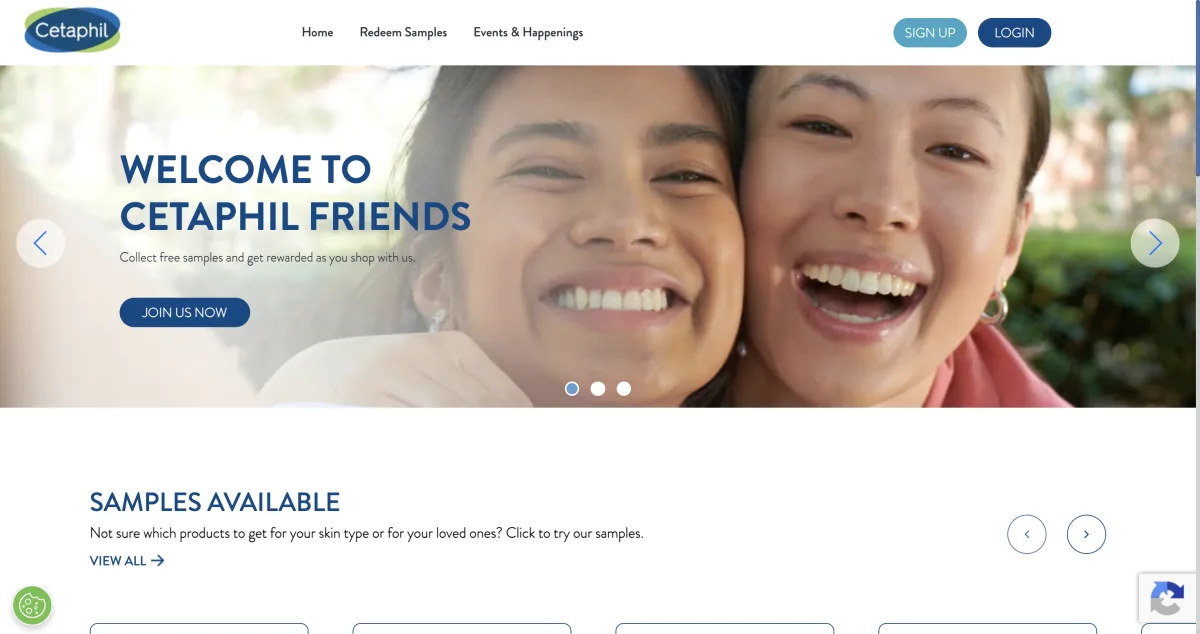 Cetaphil
Home Redeem Samples Events & Happenings
SIGN UP LOGIN
WELCOME TO
CETAPHIL FRIENDS
Collect free samples and get rewarded as you shop with us.
JOIN US NOW
SAMPLES AVAILABLE
Not sure which products to get for your skin type or for your loved ones? Click to try our samples.
VIEW ALL